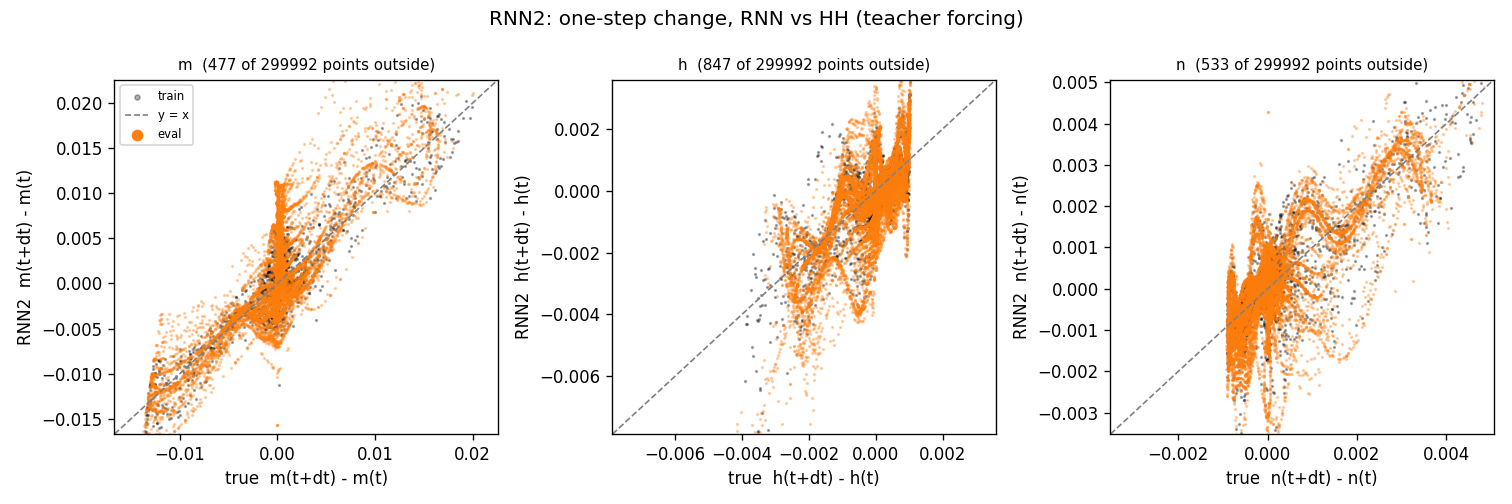 RNN2: one-step change, RNN vs HH (teacher forcing)
m (477 of 299992 points outside)
train
y = x
eval
0.020
0.015
0.010
0.005
0.000
−0.005
−0.010
−0.015
RNN2 m(t+dt) - m(t)
−0.01
0.00
0.01
0.02
true m(t+dt) - m(t)
h (847 of 299992 points outside)
0.002
0.000
−0.002
−0.004
−0.006
RNN2 h(t+dt) - h(t)
−0.006
−0.004
−0.002
0.000
0.002
true h(t+dt) - h(t)
n (533 of 299992 points outside)
0.005
0.004
0.003
0.002
0.001
0.000
−0.001
−0.002
−0.003
RNN2 n(t+dt) - n(t)
−0.002
0.000
0.002
0.004
true n(t+dt) - n(t)